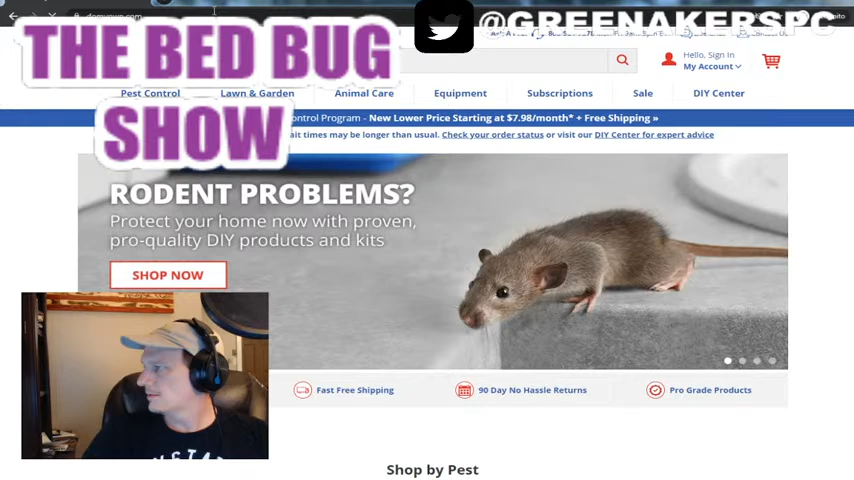 @GREENAKERSPC
THE BED BUG
SHOW
Hello, Sign In
My Account
Pest Control
Lawn & Garden
Animal Care
Equipment
Subscriptions
Sale
DIY Center
ontrol Program - New Lower Price Starting at $7.98/month* + Free Shipping »
ait times may be longer than usual. Check your order status or visit our DIY Center for expert advice
RODENT PROBLEMS?
Protect your home now with proven,
pro-quality DIY products and kits
SHOP NOW
Fast Free Shipping
90 Day No Hassle Returns
Pro Grade Products
Shop by Pest